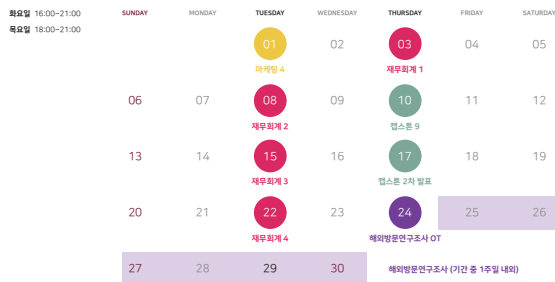 화요일 16:00~21:00
목요일 18:00~21:00
SUNDAY MONDAY TUESDAY WEDNESDAY THURSDAY FRIDAY SATURDAY
01 02 03 04 05
마케팅 4 재무회계 1
06 07 08 09 10 11 12
재무회계 2 캡스톤 9
13 14 15 16 17 18 19
재무회계 3 캡스톤 2차 발표
20 21 22 23 24 25 26
재무회계 4 해외방문연구조사 OT
27 28 29 30 해외방문연구조사 (기간 중 1주일 내외)